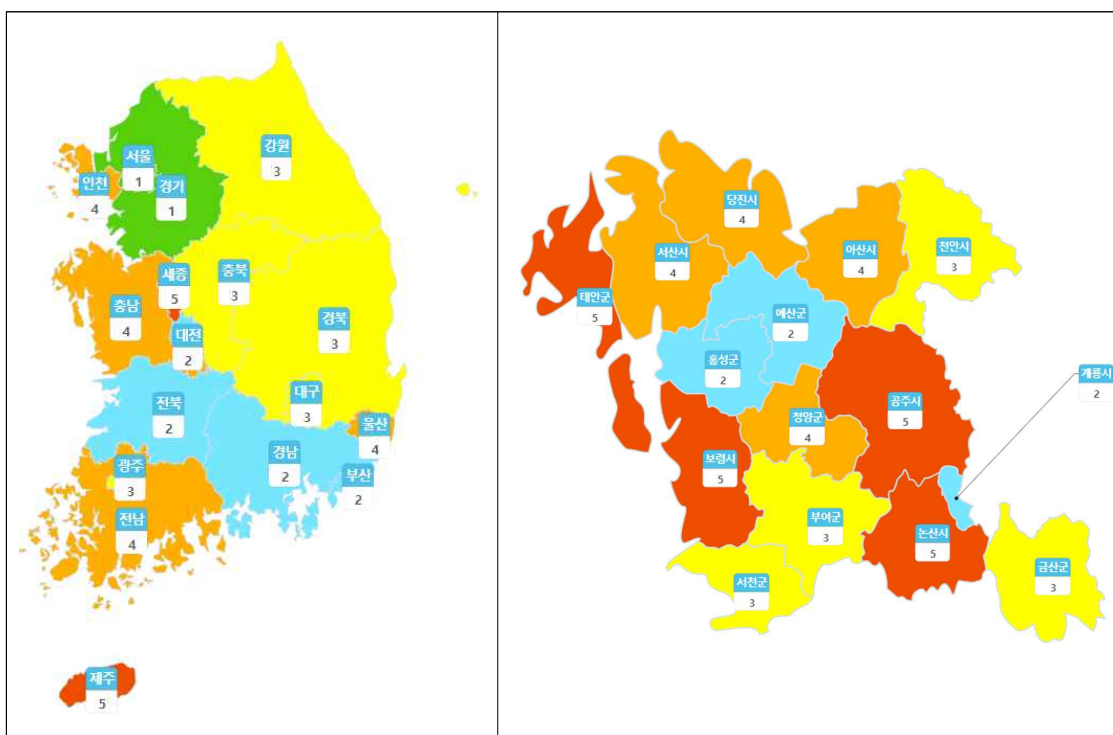 강원
3
서울
1
경기
1
인천
4
세종
5
충북
3
충남
4
경북
3
대전
2
대구
3
전북
2
울산
4
경남
2
부산
2
광주
3
전남
4
제주
5
당진시
4
서산시
4
아산시
4
천안시
3
태안군
5
예산군
2
홍성군
2
계룡시
2
공주시
5
청양군
4
보령시
5
부여군
3
논산시
5
금산군
3
서천군
3